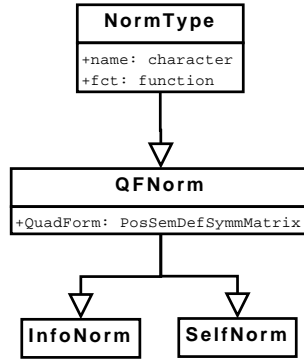 NormType
+name: character
+fct: function
QFNorm
+QuadForm: PosSemDefSymmMatrix
InfoNorm
SelfNorm